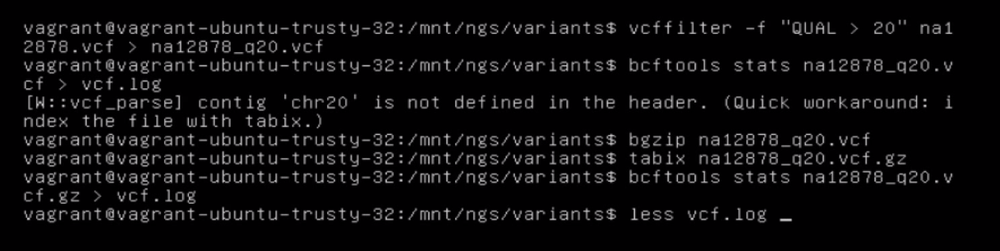 vagrant@vagrant-ubuntu-trusty-32:/mnt/ngs/variants$ vcffilter -f "QUAL > 20" na1
2878.vcf > na12878_q20.vcf
vagrant@vagrant-ubuntu-trusty-32:/mnt/ngs/variants$ bcftools stats na12878_q20.v
cf > vcf.log
[W::vcf_parse] contig 'chr20' is not defined in the header. (Quick workaround: i
ndex the file with tabix.)
vagrant@vagrant-ubuntu-trusty-32:/mnt/ngs/variants$ bgzip na12878_q20.vcf
vagrant@vagrant-ubuntu-trusty-32:/mnt/ngs/variants$ tabix na12878_q20.vcf.gz
vagrant@vagrant-ubuntu-trusty-32:/mnt/ngs/variants$ bcftools stats na12878_q20.v
cf.gz > vcf.log
vagrant@vagrant-ubuntu-trusty-32:/mnt/ngs/variants$ less vcf.log _